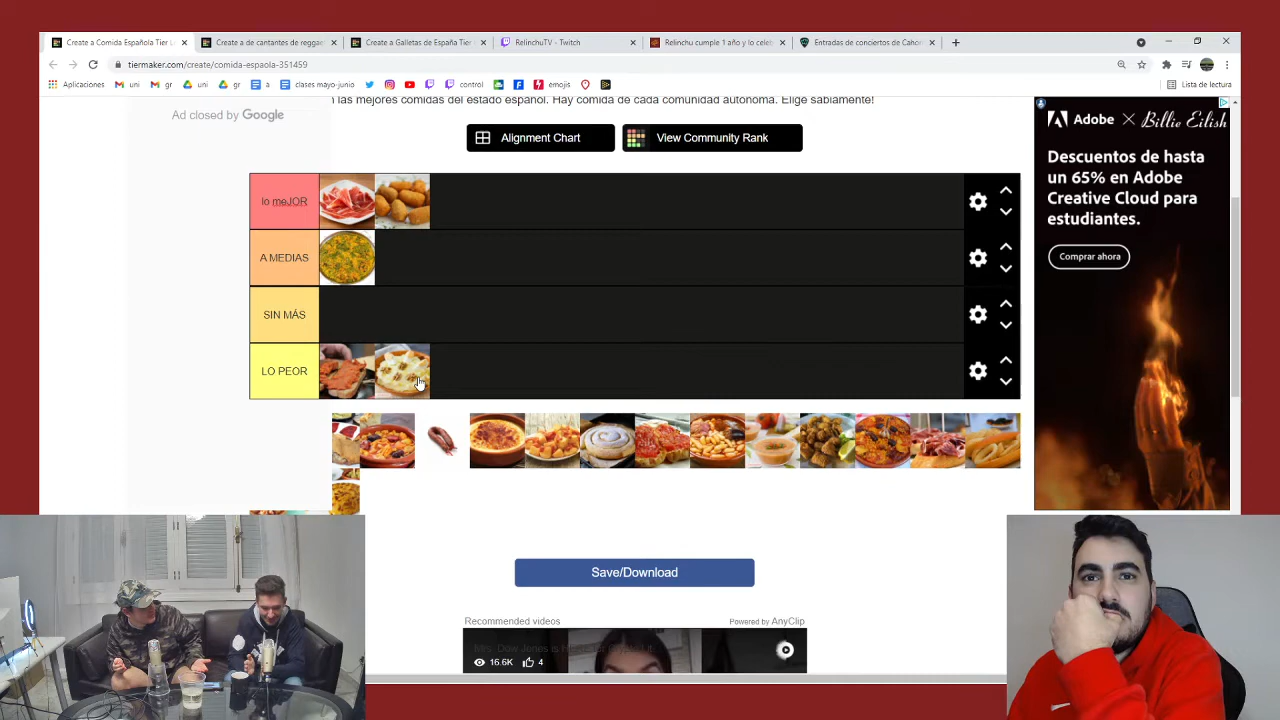 Create a Comida Española Tier L
Create a de cantantes de reggae
Create a Galletas de España Tier
RelinchuTV - Twitch
Relinchu cumple 1 año y lo celeb
Entradas de conciertos de Cahor
tiermaker.com/create/comida-espaola-351459
Aplicaciones
uni
gr
uni
gr
a
clases mayo-junio
control
emojis
Lista de lectura
n las mejores comidas del estado español. Hay comida de cada comunidad autonoma. Elige sabiamente!
Ad closed by Google
Alignment Chart
View Community Rank
lo meJOR
A MEDIAS
SIN MÁS
LO PEOR
Adobe × Billie Eilish
Descuentos de hasta
un 65% en Adobe
Creative Cloud para
estudiantes.
Comprar ahora
Save/Download
Recommended videos
Powered by AnyClip
16.6K
4